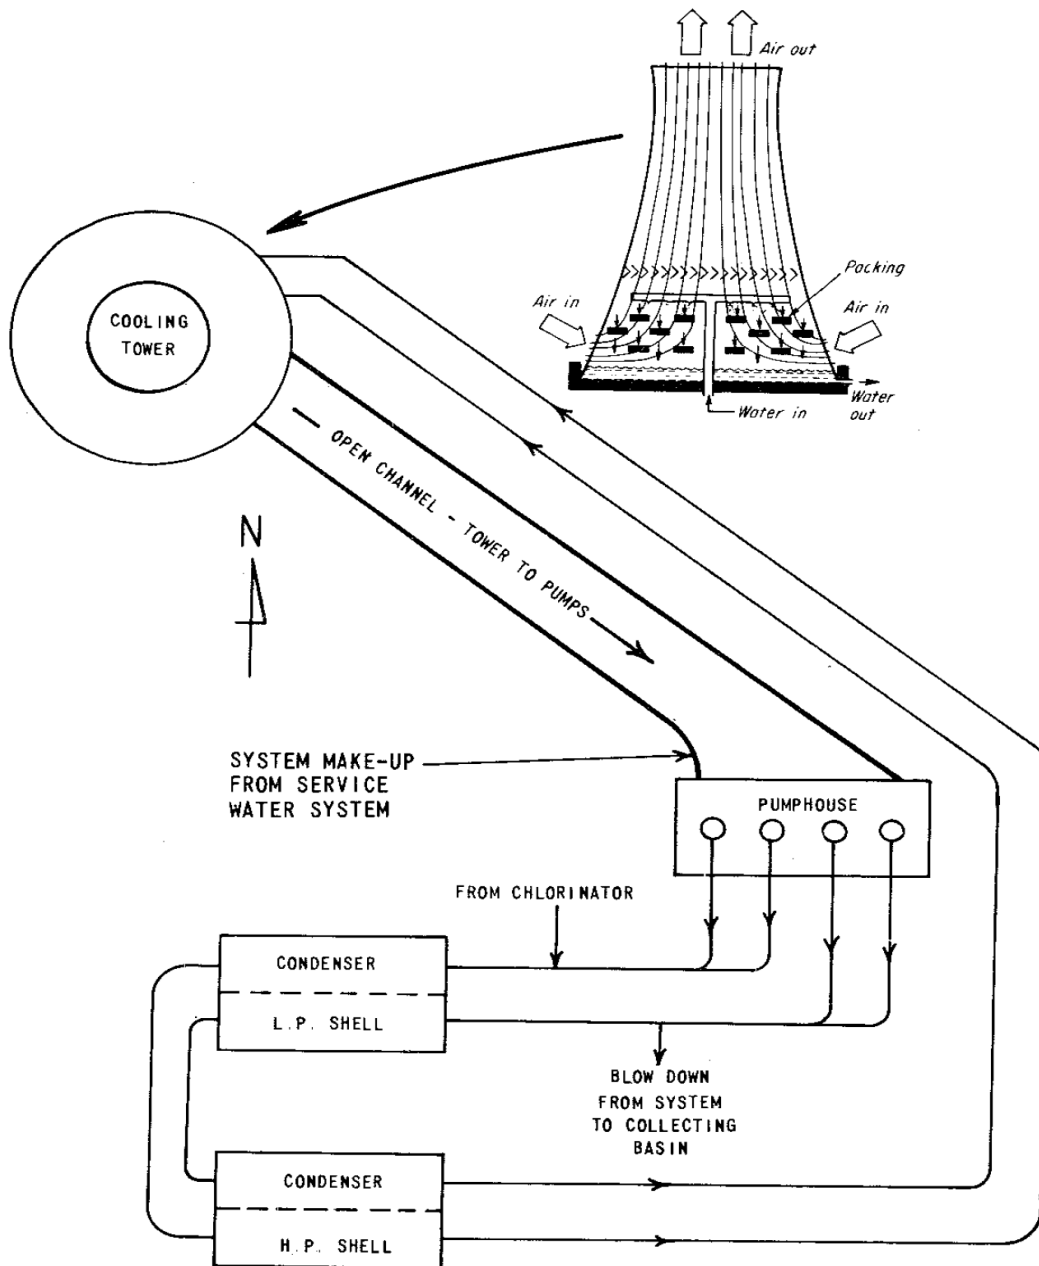 Air out
Packing
Air in
Air in
Water in
Water
out
COOLING
TOWER
OPEN CHANNEL - TOWER TO PUMPS
N
SYSTEM MAKE-UP
FROM SERVICE
WATER SYSTEM
PUMPHOUSE
FROM CHLORINATOR
CONDENSER
L.P. SHELL
BLOW DOWN
FROM SYSTEM
TO COLLECTING
BASIN
CONDENSER
H.P. SHELL